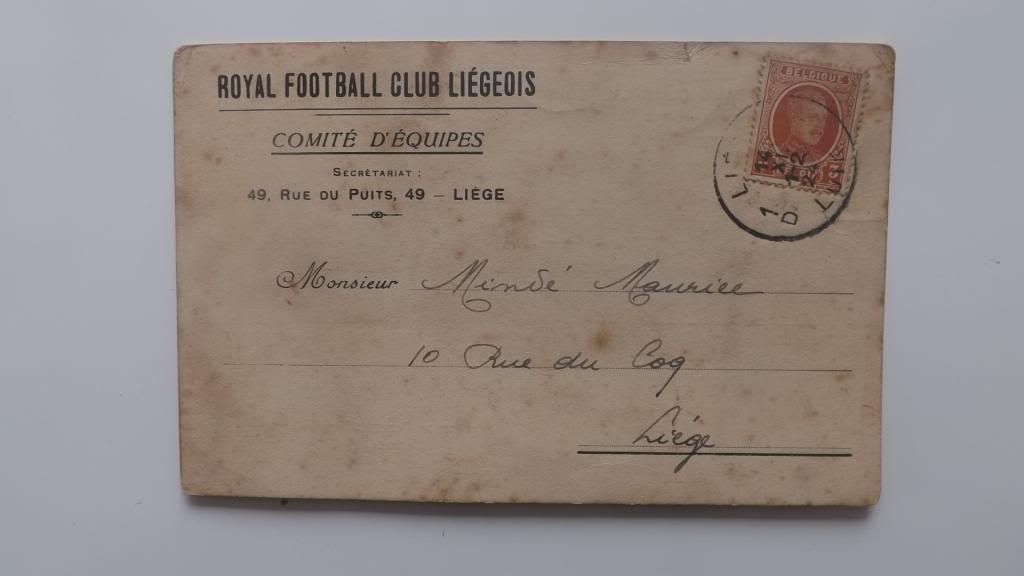 ROYAL FOOTBALL CLUB LIÉGEOIS
COMITÉ D'ÉQUIPES
SECRÉTARIAT :
49, RUE DU PUITS, 49 – LIÉGE
BELGIQUE
Monsieur Mindé Maurice
10 Rue du Coq
Liége